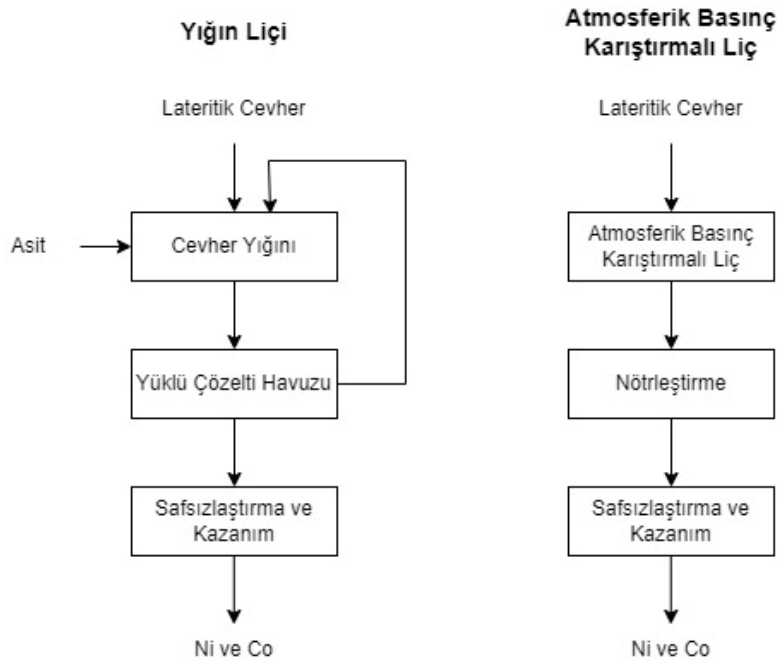 Yığın Liçi
Lateritik Cevher
Asit
Cevher Yığını
Yüklü Çözelti Havuzu
Safsızlaştırma ve
Kazanım
Ni ve Co
Atmosferik Basınç
Karıştırmalı Liç
Lateritik Cevher
Atmosferik Basınç
Karıştırmalı Liç
Nötrleştirme
Safsızlaştırma ve
Kazanım
Ni ve Co